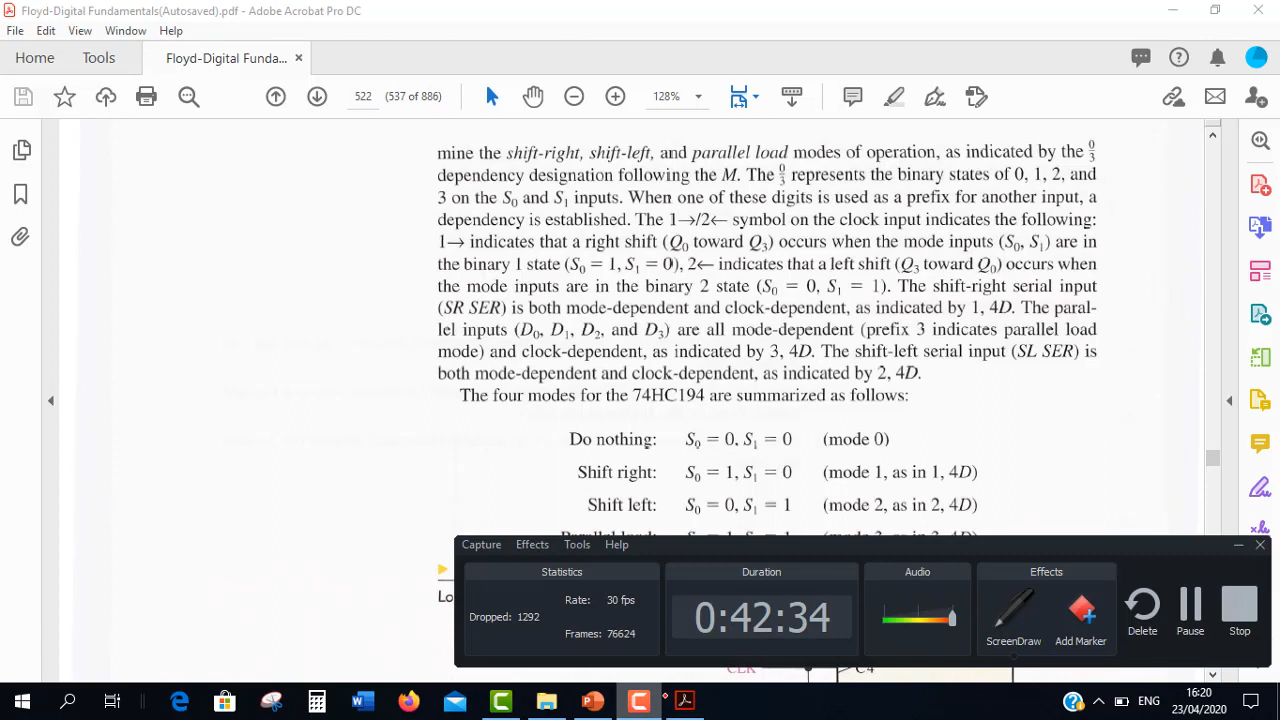 Floyd-Digital Fundamentals(Autosaved).pdf - Adobe Acrobat Pro DC
File Edit View Window Help
Home Tools Floyd-Digital Funda... ×
522 (537 of 886) 128%
mine the shift-right, shift-left, and parallel load modes of operation, as indicated by the 0/3
dependency designation following the M. The 0/3 represents the binary states of 0, 1, 2, and
3 on the S0 and S1 inputs. When one of these digits is used as a prefix for another input, a
dependency is established. The 1→/2← symbol on the clock input indicates the following:
1→ indicates that a right shift (Q0 toward Q3) occurs when the mode inputs (S0, S1) are in
the binary 1 state (S0 = 1, S1 = 0), 2← indicates that a left shift (Q3 toward Q0) occurs when
the mode inputs are in the binary 2 state (S0 = 0, S1 = 1). The shift-right serial input
(SR SER) is both mode-dependent and clock-dependent, as indicated by 1, 4D. The paral-
lel inputs (D0, D1, D2, and D3) are all mode-dependent (prefix 3 indicates parallel load
mode) and clock-dependent, as indicated by 3, 4D. The shift-left serial input (SL SER) is
both mode-dependent and clock-dependent, as indicated by 2, 4D.
The four modes for the 74HC194 are summarized as follows:
Do nothing: S0 = 0, S1 = 0 (mode 0)
Shift right: S0 = 1, S1 = 0 (mode 1, as in 1, 4D)
Shift left: S0 = 0, S1 = 1 (mode 2, as in 2, 4D)
Lo
CLK C4
Capture Effects Tools Help
Statistics Duration Audio Effects
Dropped: 1292 Rate: 30 fps
Frames: 76624
0:42:34
ScreenDraw Add Marker Delete Pause Stop
ENG 16:20
23/04/2020